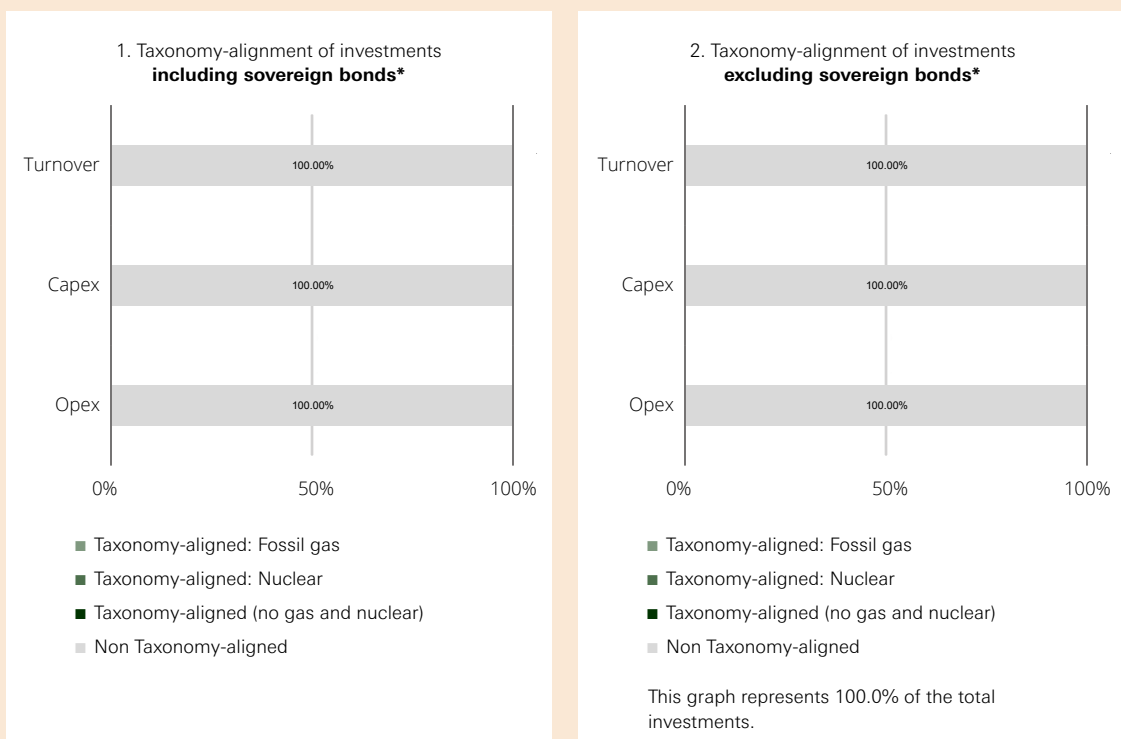 1. Taxonomy-alignment of investments
including sovereign bonds*
Turnover
100.00%
Capex
100.00%
Opex
100.00%
0%
50%
100%
Taxonomy-aligned: Fossil gas
Taxonomy-aligned: Nuclear
Taxonomy-aligned (no gas and nuclear)
Non Taxonomy-aligned
2. Taxonomy-alignment of investments
excluding sovereign bonds*
Turnover
100.00%
Capex
100.00%
Opex
100.00%
0%
50%
100%
Taxonomy-aligned: Fossil gas
Taxonomy-aligned: Nuclear
Taxonomy-aligned (no gas and nuclear)
Non Taxonomy-aligned
This graph represents 100.0% of the total
investments.